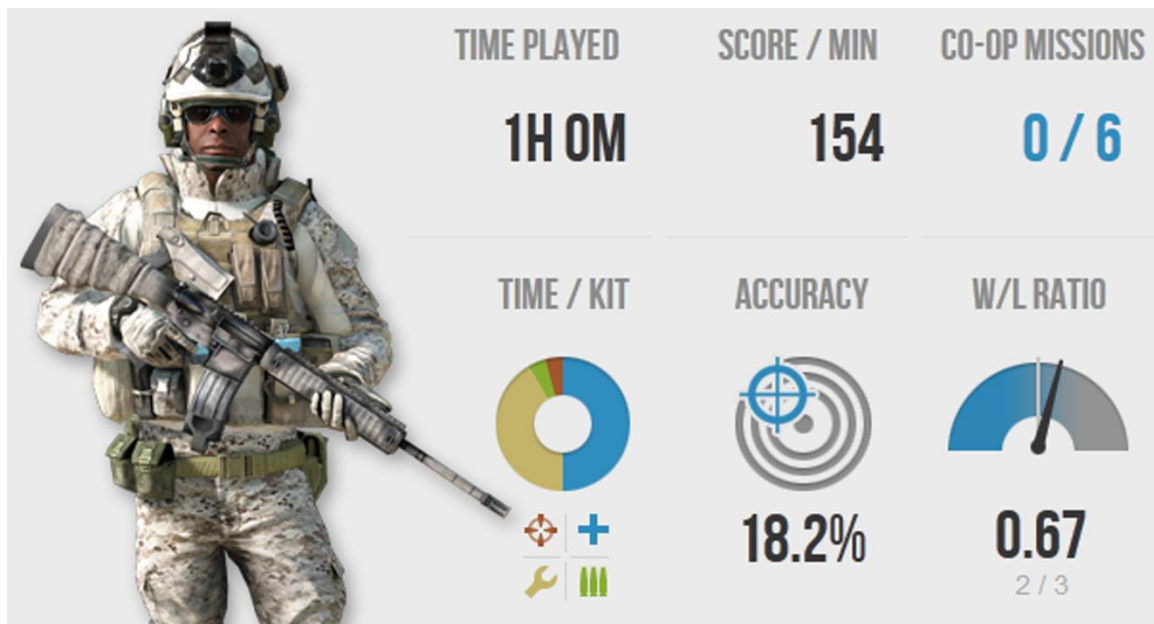 TIME PLAYED
SCORE / MIN
CO-OP MISSIONS
1H 0M
154
0 / 6
TIME / KIT
ACCURACY
W/L RATIO
18.2%
0.67
2 / 3